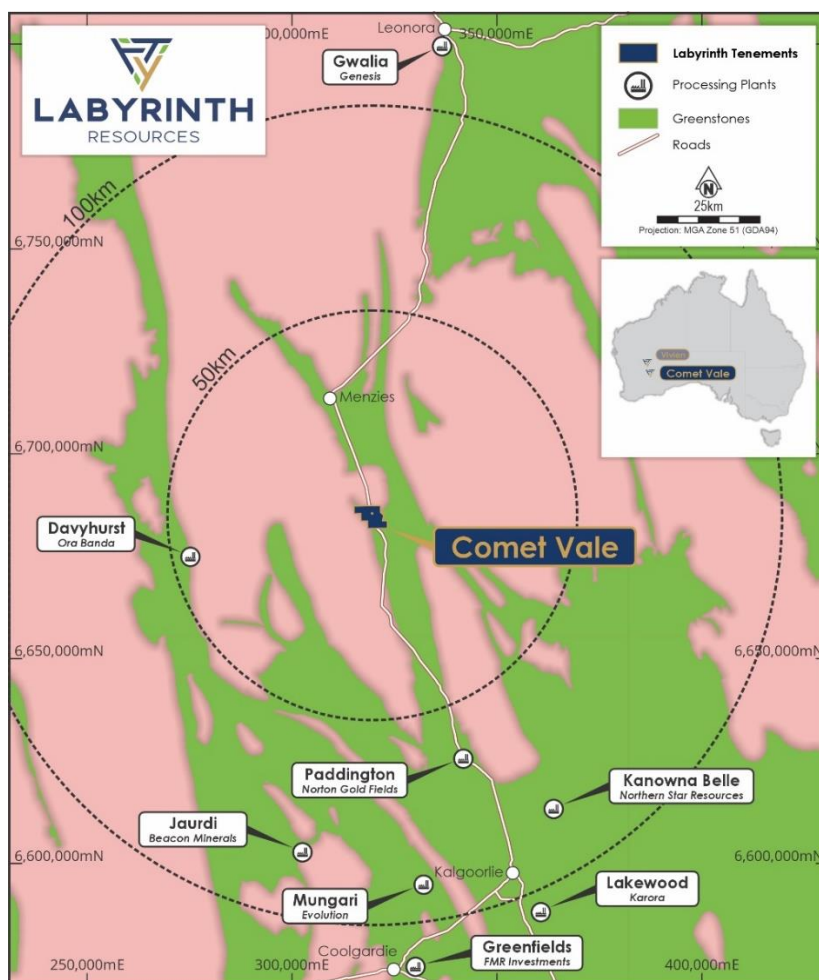 LABYRINTH
RESOURCES
Leonora
350,000mE
Gwalia
Genesis
Labyrinth Tenements
Processing Plants
Greenstones
Roads
N
25km
Projection: MGA Zone 51 (GDA94)
100km
6,750,000mN
50km
Vivien
Comet Vale
Menzies
6,700,000mN
Davyhurst
Ora Banda
Comet Vale
6,650,000mN
Paddington
Norton Gold Fields
Kanowna Belle
Northern Star Resources
Jaurdi
Beacon Minerals
6,600,000mN
6,600,000mN
Kalgoorlie
Mungari
Evolution
Lakewood
Karora
Coolgardie
Greenfields
FMR Investments
250,000mE
300,000mE
400,000mE